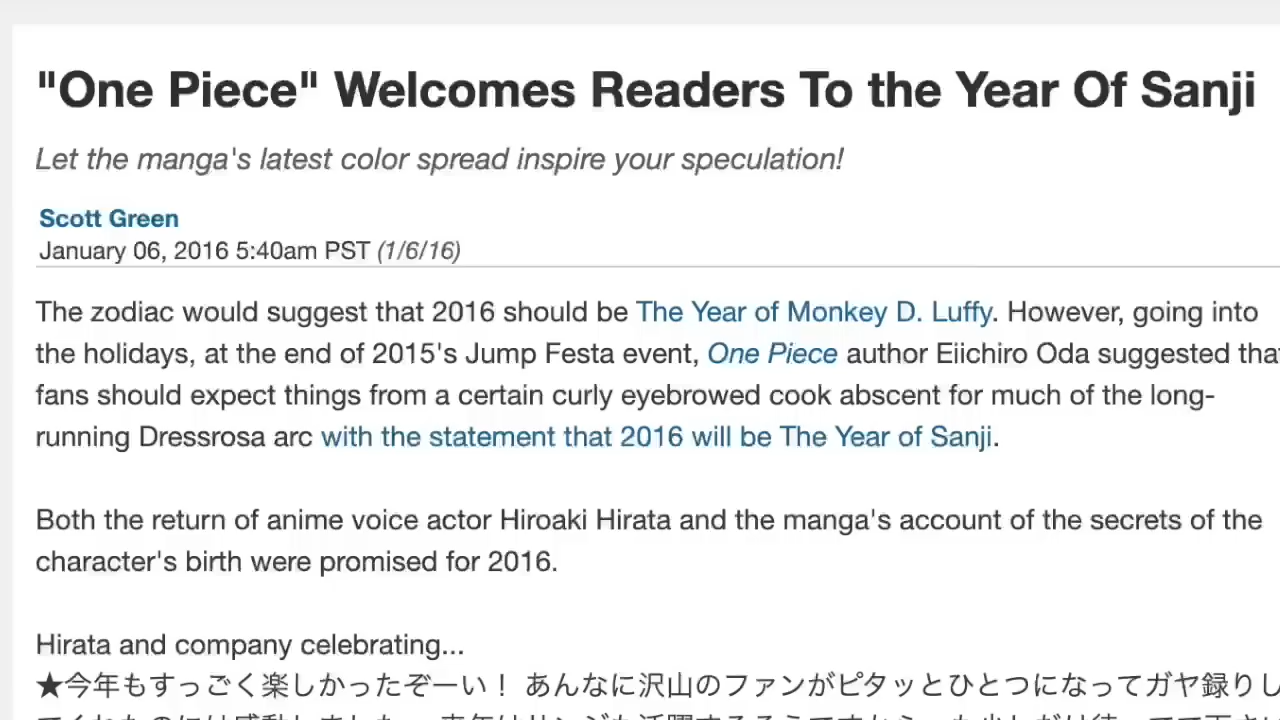 "One Piece" Welcomes Readers To the Year Of Sanji
Let the manga's latest color spread inspire your speculation!
Scott Green
January 06, 2016 5:40am PST (1/6/16)
The zodiac would suggest that 2016 should be The Year of Monkey D. Luffy. However, going into
the holidays, at the end of 2015's Jump Festa event, One Piece author Eiichiro Oda suggested that
fans should expect things from a certain curly eyebrowed cook abscent for much of the long-
running Dressrosa arc with the statement that 2016 will be The Year of Sanji.
Both the return of anime voice actor Hiroaki Hirata and the manga's account of the secrets of the
character's birth were promised for 2016.
Hirata and company celebrating...
★今年もすっごく楽しかったぞーい！ あんなに沢山のファンがピタッとひとつになってガヤ録りし